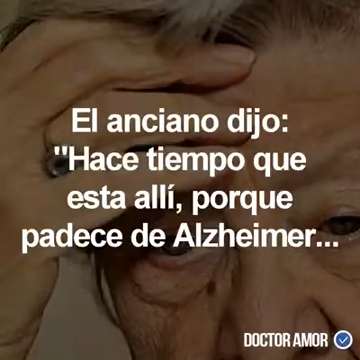 El anciano dijo:
"Hace tiempo que
esta allí, porque
padece de Alzheimer...
DOCTOR AMOR